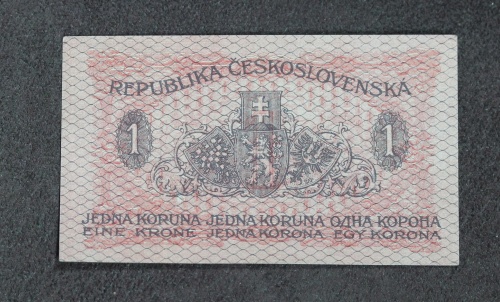 REPUBLIKA ČESKOSLOVENSKÁ
1 1
JEDNA KORUNA JEDNA KORUNA ОДНА КОРОНА
EINE KRONE JEDNA KORONA EGY KORONA